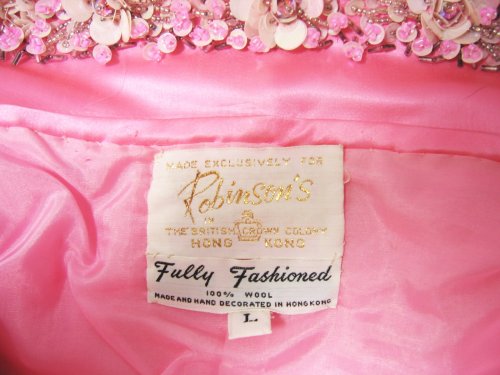 MADE EXCLUSIVELY FOR
Robinson's
IN
THE BRITISH CROWN COLONY
HONG KONG
Fully Fashioned
100% WOOL
MADE AND HAND DECORATED IN HONG KONG
L.